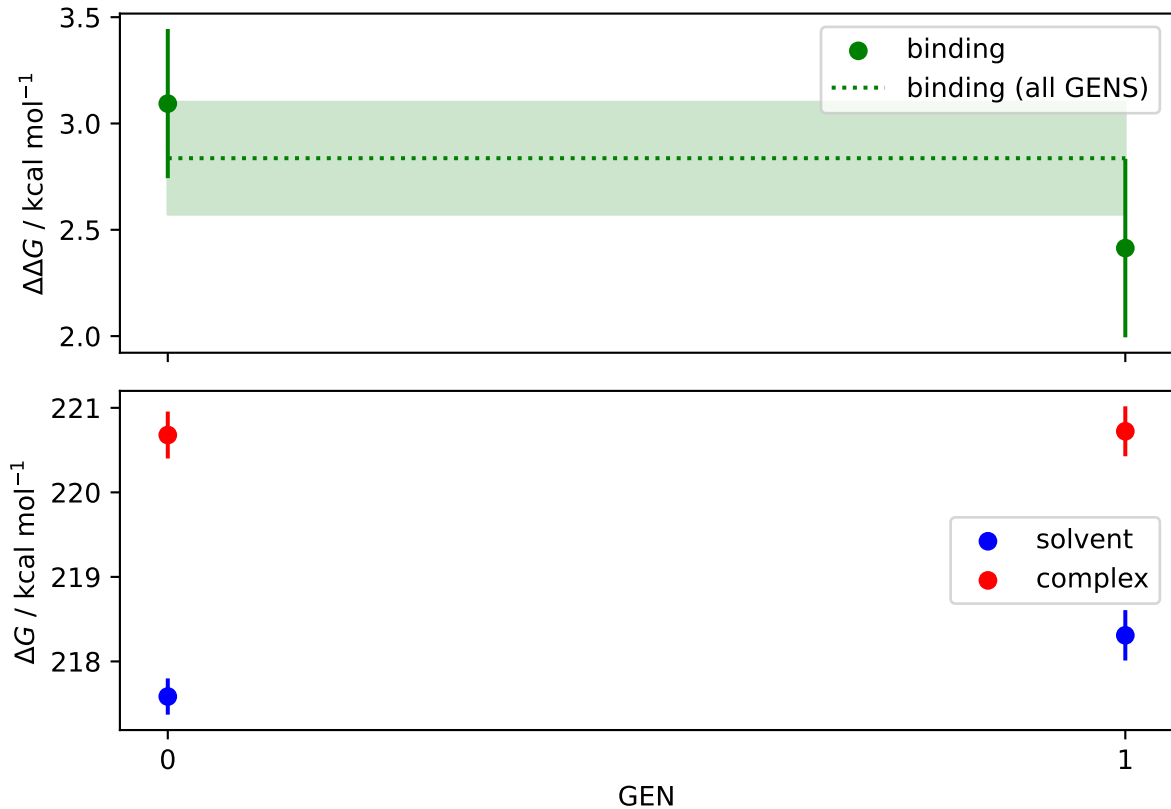 3.5
3.0
2.5
2.0
ΔΔG / kcal mol⁻¹
binding
binding (all GENS)
221
220
219
218
ΔG / kcal mol⁻¹
solvent
complex
0
1
GEN